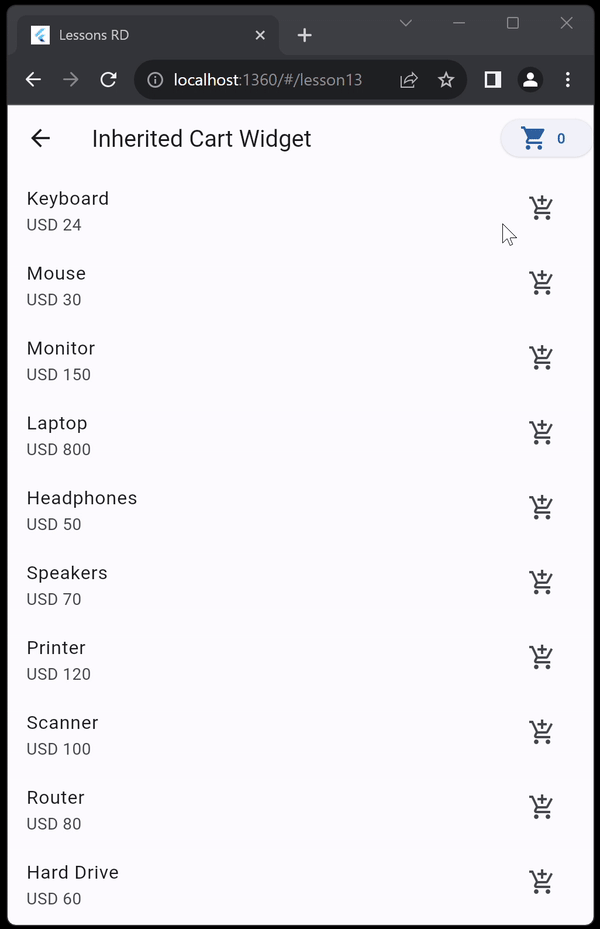 Lessons RD
localhost:1360/#/lesson13
Inherited Cart Widget
0
Keyboard
USD 24
Mouse
USD 30
Monitor
USD 150
Laptop
USD 800
Headphones
USD 50
Speakers
USD 70
Printer
USD 120
Scanner
USD 100
Router
USD 80
Hard Drive
USD 60